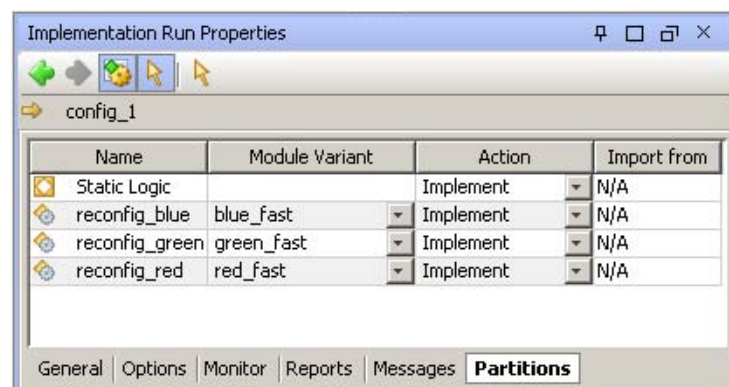 Implementation Run Properties
config_1
Name Module Variant Action Import from
Static Logic Implement N/A
reconfig_blue blue_fast Implement N/A
reconfig_green green_fast Implement N/A
reconfig_red red_fast Implement N/A
General Options Monitor Reports Messages Partitions